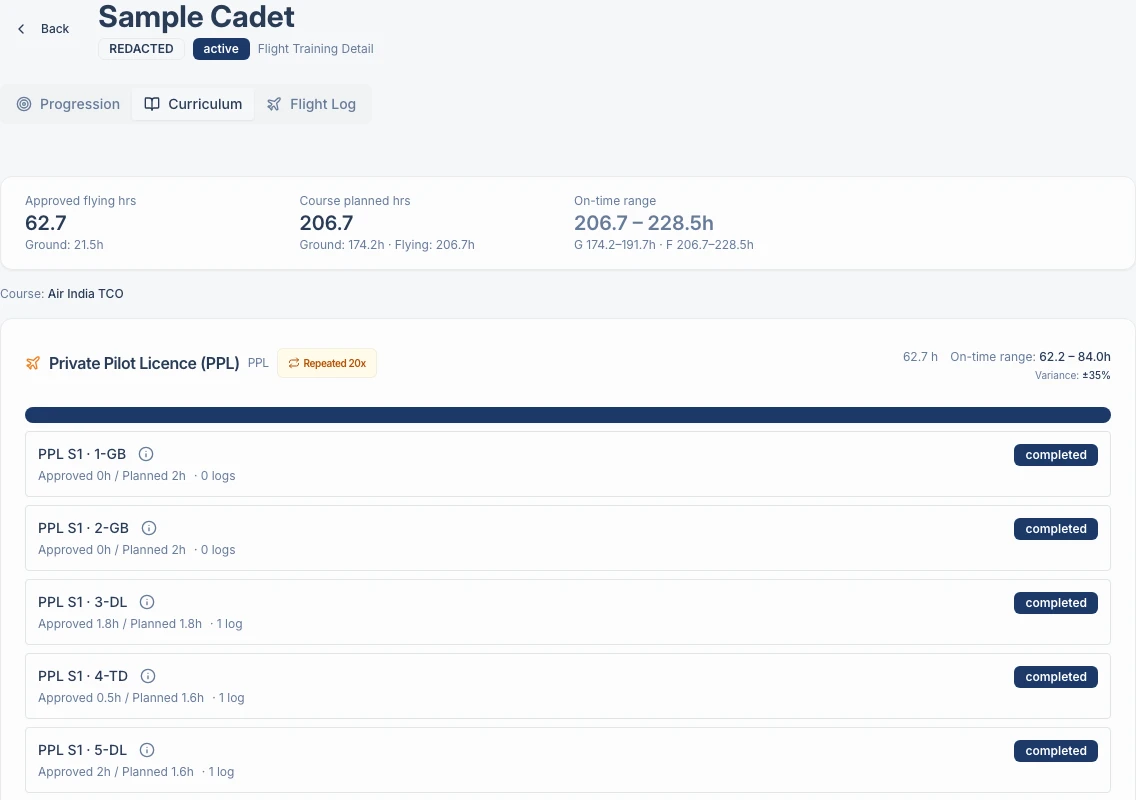 Back
Sample Cadet
REDACTED active Flight Training Detail
Progression Curriculum Flight Log
Approved flying hrs
62.7
Ground: 21.5h
Course planned hrs
206.7
Ground: 174.2h · Flying: 206.7h
On-time range
206.7 – 228.5h
G 174.2–191.7h · F 206.7–228.5h
Course: Air India TCO
Private Pilot Licence (PPL) PPL Repeated 20x
62.7 h On-time range: 62.2 – 84.0h
Variance: ±35%
PPL S1 · 1-GB completed
Approved 0h / Planned 2h · 0 logs
PPL S1 · 2-GB completed
Approved 0h / Planned 2h · 0 logs
PPL S1 · 3-DL completed
Approved 1.8h / Planned 1.8h · 1 log
PPL S1 · 4-TD completed
Approved 0.5h / Planned 1.6h · 1 log
PPL S1 · 5-DL completed
Approved 2h / Planned 1.6h · 1 log